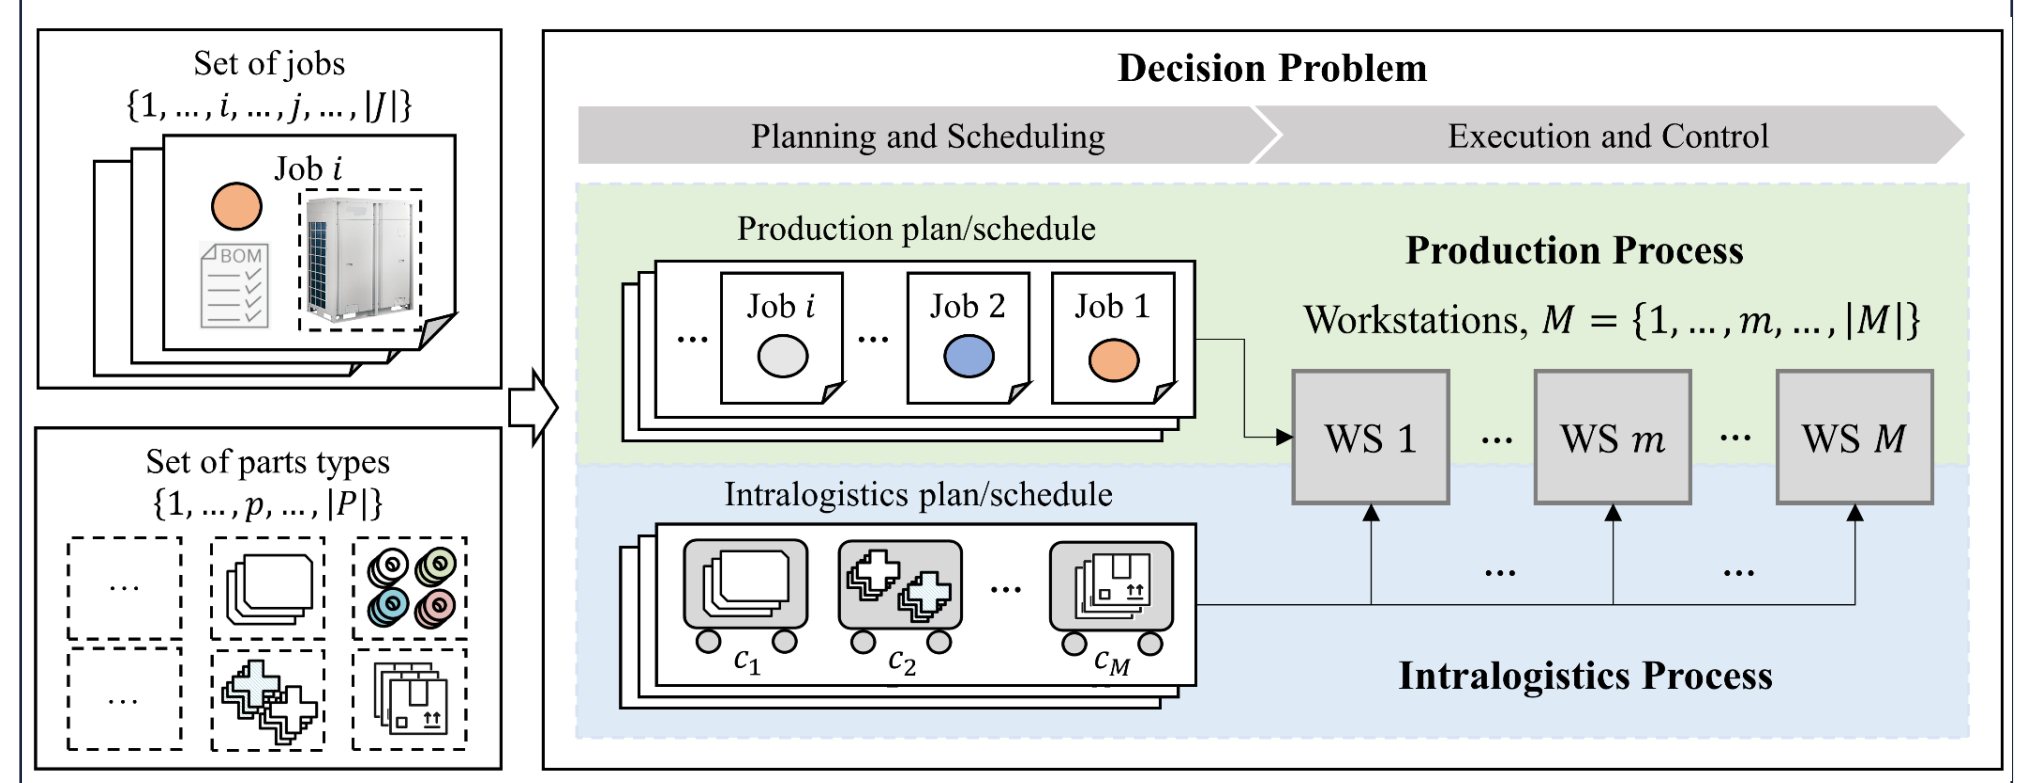 Set of jobs
{1, ... , i, ... , j, ... , |J|}
Job i
BOM
Set of parts types
{1, ... , p, ... , |P|}
...
...
Decision Problem
Planning and Scheduling
Execution and Control
Production plan/schedule
... Job i ... Job 2 Job 1
Production Process
Workstations, M = {1, ... , m, ... , |M|}
WS 1 ... WS m ... WS M
Intralogistics plan/schedule
...
c₁ c₂ c_M
... ...
Intralogistics Process